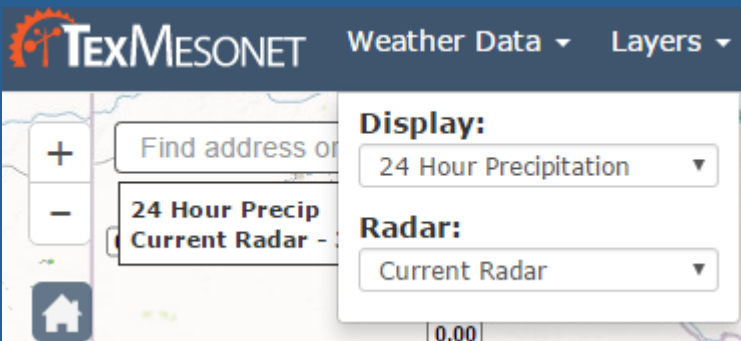 TEXMESONET
Weather Data
Layers
+
Find address or
−
24 Hour Precip
Current Radar -
Display:
24 Hour Precipitation
Radar:
Current Radar
0.00